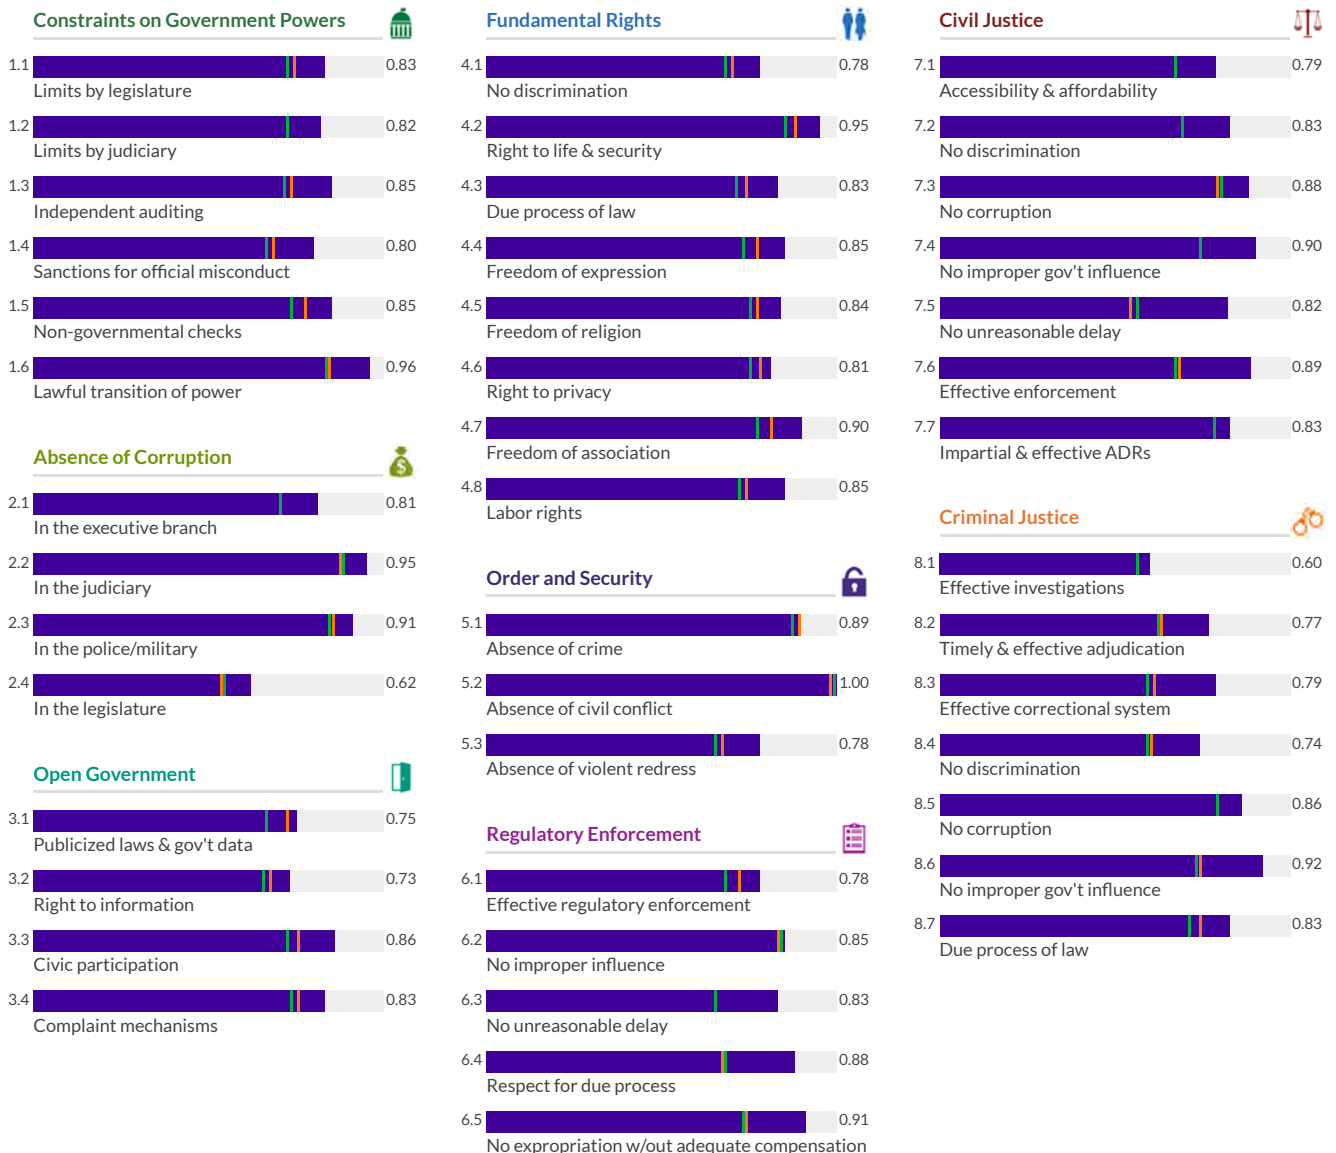 Constraints on Government Powers
1.1 0.83
Limits by legislature
1.2 0.82
Limits by judiciary
1.3 0.85
Independent auditing
1.4 0.80
Sanctions for official misconduct
1.5 0.85
Non-governmental checks
1.6 0.96
Lawful transition of power
Absence of Corruption
$
2.1 0.81
In the executive branch
2.2 0.95
In the judiciary
2.3 0.91
In the police/military
2.4 0.62
In the legislature
Open Government
3.1 0.75
Publicized laws & gov't data
3.2 0.73
Right to information
3.3 0.86
Civic participation
3.4 0.83
Complaint mechanisms
Fundamental Rights
4.1 0.78
No discrimination
4.2 0.95
Right to life & security
4.3 0.83
Due process of law
4.4 0.85
Freedom of expression
4.5 0.84
Freedom of religion
4.6 0.81
Right to privacy
4.7 0.90
Freedom of association
4.8 0.85
Labor rights
Order and Security
5.1 0.89
Absence of crime
5.2 1.00
Absence of civil conflict
5.3 0.78
Absence of violent redress
Regulatory Enforcement
6.1 0.78
Effective regulatory enforcement
6.2 0.85
No improper influence
6.3 0.83
No unreasonable delay
6.4 0.88
Respect for due process
6.5 0.91
No expropriation w/out adequate compensation
Civil Justice
7.1 0.79
Accessibility & affordability
7.2 0.83
No discrimination
7.3 0.88
No corruption
7.4 0.90
No improper gov't influence
7.5 0.82
No unreasonable delay
7.6 0.89
Effective enforcement
7.7 0.83
Impartial & effective ADRs
Criminal Justice
8.1 0.60
Effective investigations
8.2 0.77
Timely & effective adjudication
8.3 0.79
Effective correctional system
8.4 0.74
No discrimination
8.5 0.86
No corruption
8.6 0.92
No improper gov't influence
8.7 0.83
Due process of law